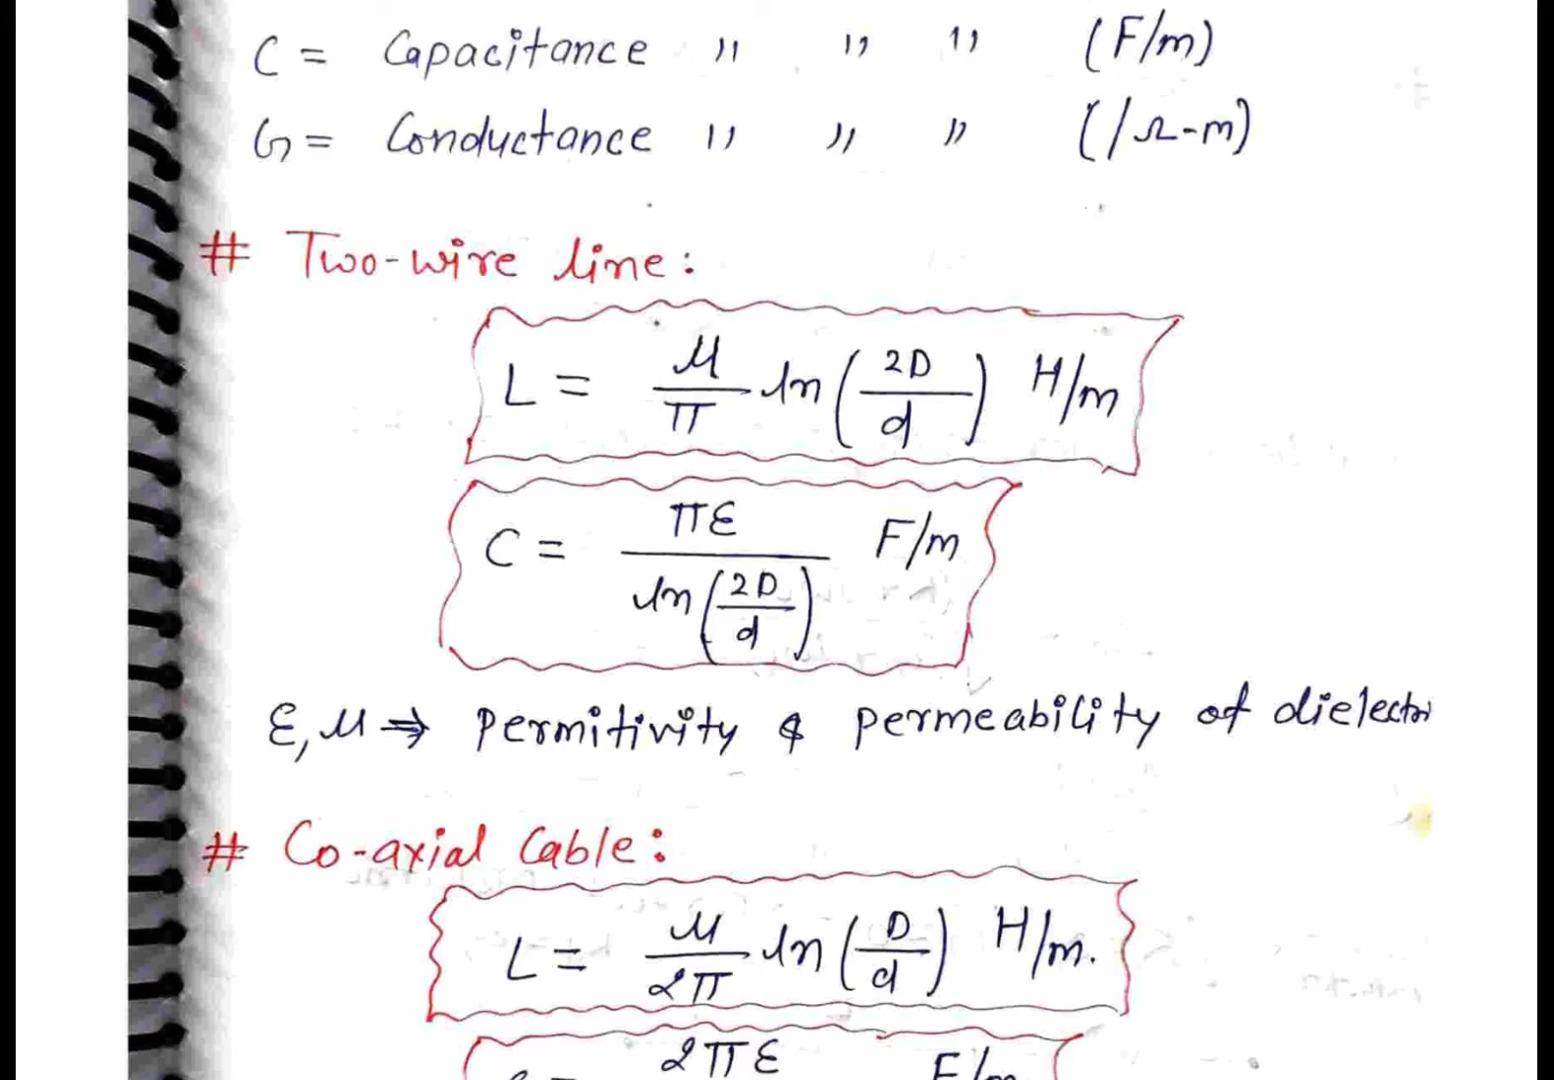 C = Capacitance " " " (F/m)
G = Conductance " " " (/Ω-m)
# Two-wire line:
L = μ/π ln(2D/d) H/m
C = πε/ln(2D/d) F/m
ε, μ ⇒ permitivity & permeability of dielectri
# Co-axial Cable:
L = μ/2π ln(D/d) H/m.
2πε F/m